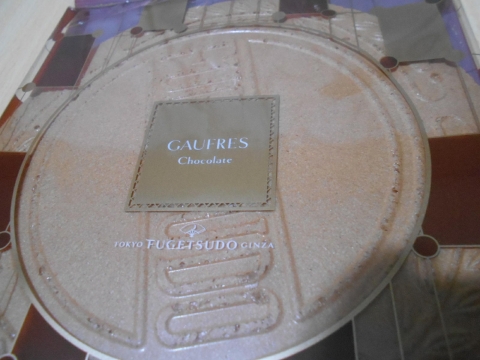 GAUFRES
Chocolate
TOKYO FUGETSUDO GINZA